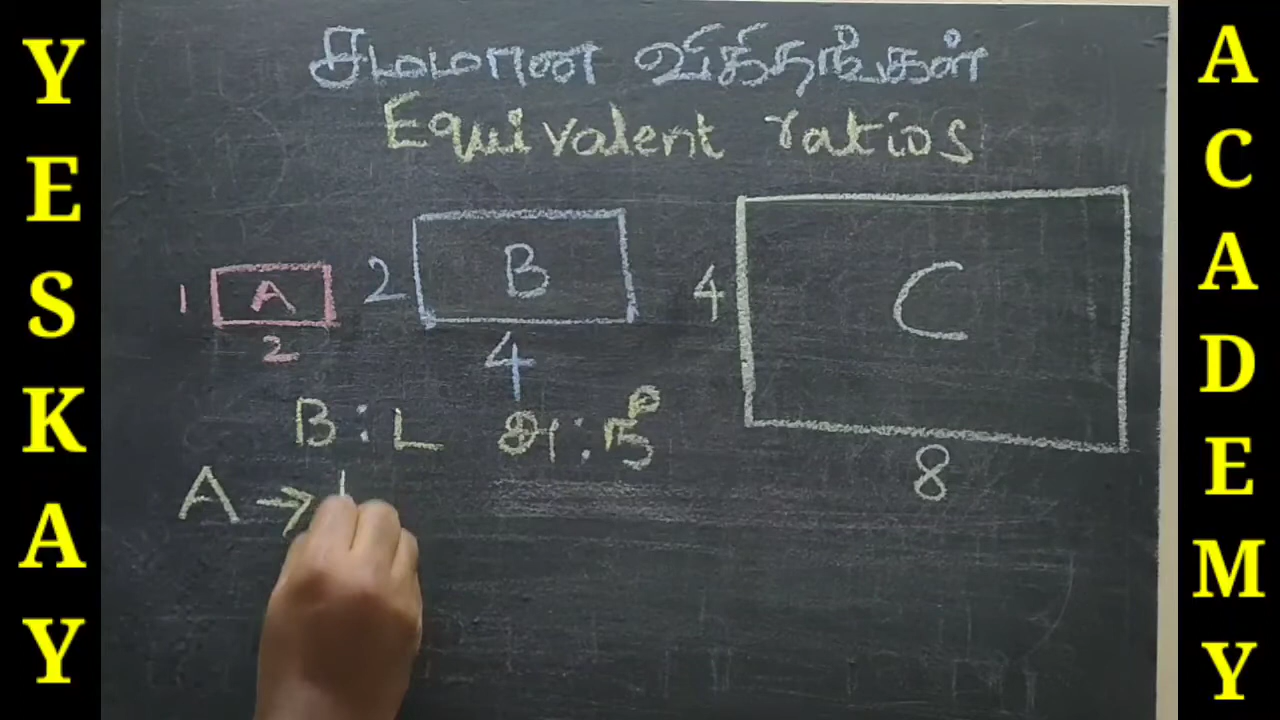 YESKAY
சமமான விகிதங்கள்
Equivalent ratios
1 A 2
2 B 4
4 C 8
B : L அ : நீ
A → 1
ACADEMY